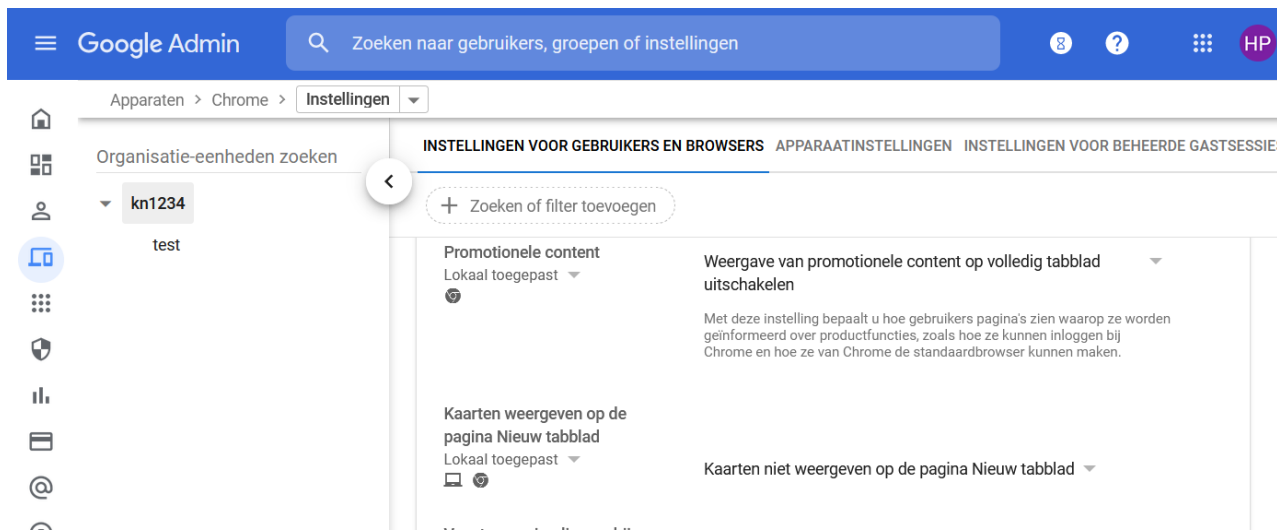 Google Admin
Zoeken naar gebruikers, groepen of instellingen
HP
Apparaten > Chrome > Instellingen
Organisatie-eenheden zoeken
kn1234
test
INSTELLINGEN VOOR GEBRUIKERS EN BROWSERS APPARAATINSTELLINGEN INSTELLINGEN VOOR BEHEERDE GASTSESSIES
Zoeken of filter toevoegen
Promotionele content
Lokaal toegepast
Weergave van promotionele content op volledig tabblad
uitschakelen
Met deze instelling bepaalt u hoe gebruikers pagina's zien waarop ze worden
geïnformeerd over productfuncties, zoals hoe ze kunnen inloggen bij
Chrome en hoe ze van Chrome de standaardbrowser kunnen maken.
Kaarten weergeven op de
pagina Nieuw tabblad
Lokaal toegepast
Kaarten niet weergeven op de pagina Nieuw tabblad